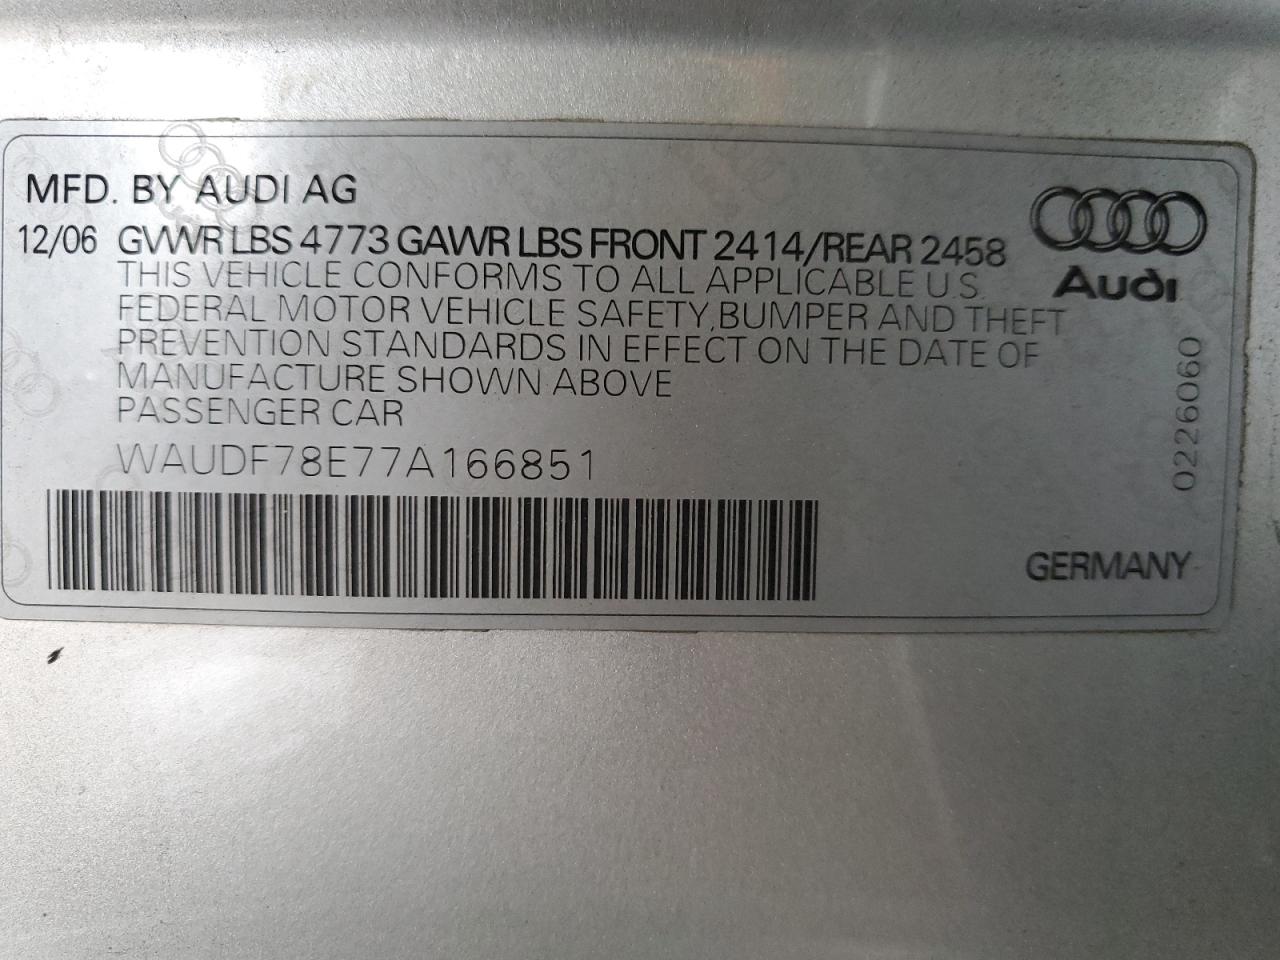 MFD. BY AUDI AG
12/06 GVWR LBS 4773 GAWR LBS FRONT 2414/REAR 2458
THIS VEHICLE CONFORMS TO ALL APPLICABLE U.S.
FEDERAL MOTOR VEHICLE SAFETY,BUMPER AND THEFT
PREVENTION STANDARDS IN EFFECT ON THE DATE OF
MANUFACTURE SHOWN ABOVE
PASSENGER CAR
WAUDF78E77A166851
Audi
0226060
GERMANY